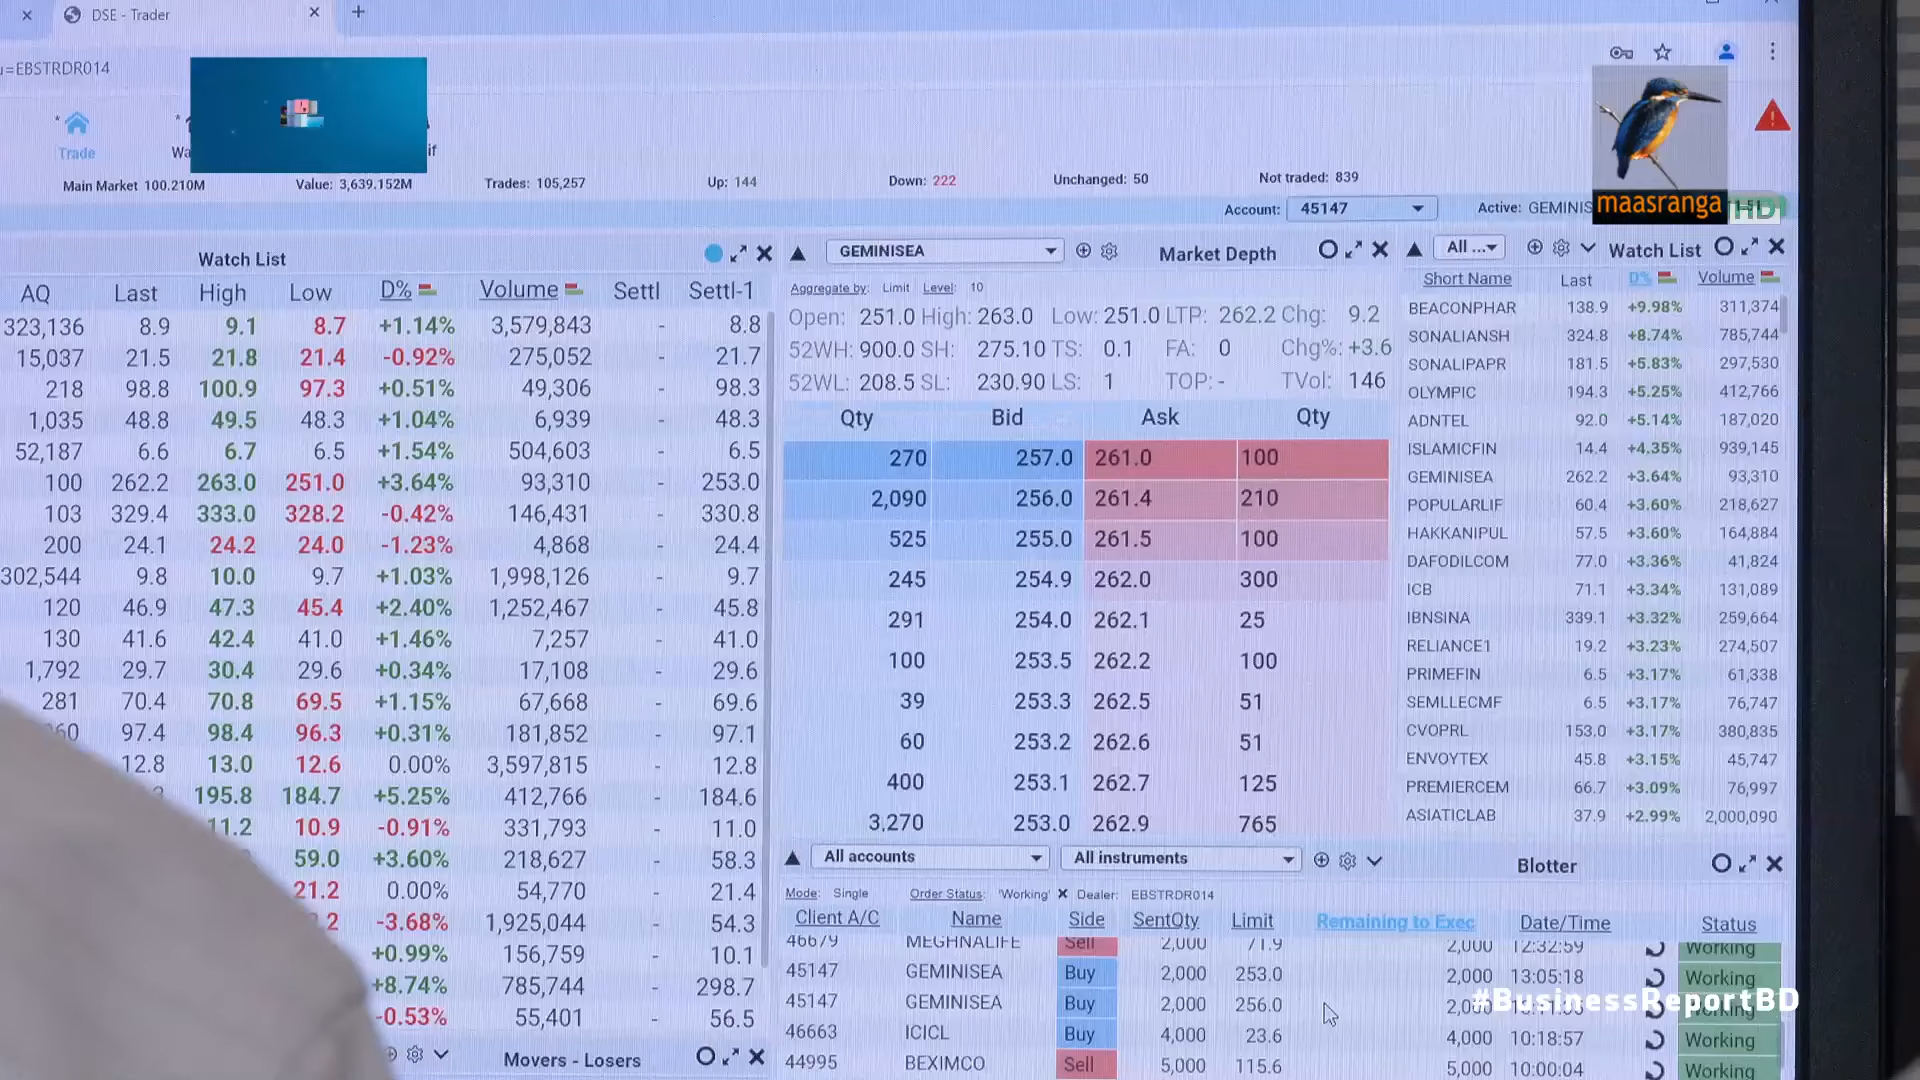 DSE - Trader
=EBSTRDR014
Trade
Wa
if
Main Market 100.210M Value: 3,639.152M Trades: 105,257 Up: 144 Down: 222 Unchanged: 50 Not traded: 839
Account: 45147 Active: GEMINIS
maasranga HD
Watch List
AQ Last High Low D% Volume Settl Settl-1
323,136 8.9 9.1 8.7 +1.14% 3,579,843 - 8.8
15,037 21.5 21.8 21.4 -0.92% 275,052 - 21.7
218 98.8 100.9 97.3 +0.51% 49,306 - 98.3
1,035 48.8 49.5 48.3 +1.04% 6,939 - 48.3
52,187 6.6 6.7 6.5 +1.54% 504,603 - 6.5
100 262.2 263.0 251.0 +3.64% 93,310 - 253.0
103 329.4 333.0 328.2 -0.42% 146,431 - 330.8
200 24.1 24.2 24.0 -1.23% 4,868 - 24.4
302,544 9.8 10.0 9.7 +1.03% 1,998,126 - 9.7
120 46.9 47.3 45.4 +2.40% 1,252,467 - 45.8
130 41.6 42.4 41.0 +1.46% 7,257 - 41.0
1,792 29.7 30.4 29.6 +0.34% 17,108 - 29.6
281 70.4 70.8 69.5 +1.15% 67,668 - 69.6
60 97.4 98.4 96.3 +0.31% 181,852 - 97.1
12.8 13.0 12.6 0.00% 3,597,815 - 12.8
195.8 184.7 +5.25% 412,766 - 184.6
11.2 10.9 -0.91% 331,793 - 11.0
59.0 +3.60% 218,627 - 58.3
21.2 0.00% 54,770 - 21.4
.2 -3.68% 1,925,044 - 54.3
+0.99% 156,759 - 10.1
+8.74% 785,744 - 298.7
-0.53% 55,401 - 56.5
Movers - Losers
GEMINISEA Market Depth
Aggregate by: Limit Level: 10
Open: 251.0 High: 263.0 Low: 251.0 LTP: 262.2 Chg: 9.2
52WH: 900.0 SH: 275.10 TS: 0.1 FA: 0 Chg%: +3.6
52WL: 208.5 SL: 230.90 LS: 1 TOP: - TVol: 146
Qty Bid Ask Qty
270 257.0 261.0 100
2,090 256.0 261.4 210
525 255.0 261.5 100
245 254.9 262.0 300
291 254.0 262.1 25
100 253.5 262.2 100
39 253.3 262.5 51
60 253.2 262.6 51
400 253.1 262.7 125
3,270 253.0 262.9 765
All ... Watch List
Short Name Last D% Volume
BEACONPHAR 138.9 +9.98% 311,374
SONALIANSH 324.8 +8.74% 785,744
SONALIPAPR 181.5 +5.83% 297,530
OLYMPIC 194.3 +5.25% 412,766
ADNTEL 92.0 +5.14% 187,020
ISLAMICFIN 14.4 +4.35% 939,145
GEMINISEA 262.2 +3.64% 93,310
POPULARLIF 60.4 +3.60% 218,627
HAKKANIPUL 57.5 +3.60% 164,884
DAFODILCOM 77.0 +3.36% 41,824
ICB 71.1 +3.34% 131,089
IBNSINA 339.1 +3.32% 259,664
RELIANCE1 19.2 +3.23% 274,507
PRIMEFIN 6.5 +3.17% 61,338
SEMLLECMF 6.5 +3.17% 76,747
CVOPRL 153.0 +3.17% 380,835
ENVOYTEX 45.8 +3.15% 45,747
PREMIERCEM 66.7 +3.09% 76,997
ASIATICLAB 37.9 +2.99% 2,000,090
All accounts All instruments Blotter
Mode: Single Order Status: 'Working' Dealer: EBSTRDR014
Client A/C Name Side SentQty Limit Remaining to Exec Date/Time Status
46679 MEGHNALIFE Sell 2,000 71.9 2,000 12:32:59 Working
45147 GEMINISEA Buy 2,000 253.0 2,000 13:05:18 Working
45147 GEMINISEA Buy 2,000 256.0
46663 ICICL Buy 4,000 23.6 4,000 10:18:57 Working
44995 BEXIMCO Sell 5,000 115.6 5,000 10:00:04 Working
#BusinessReportBD